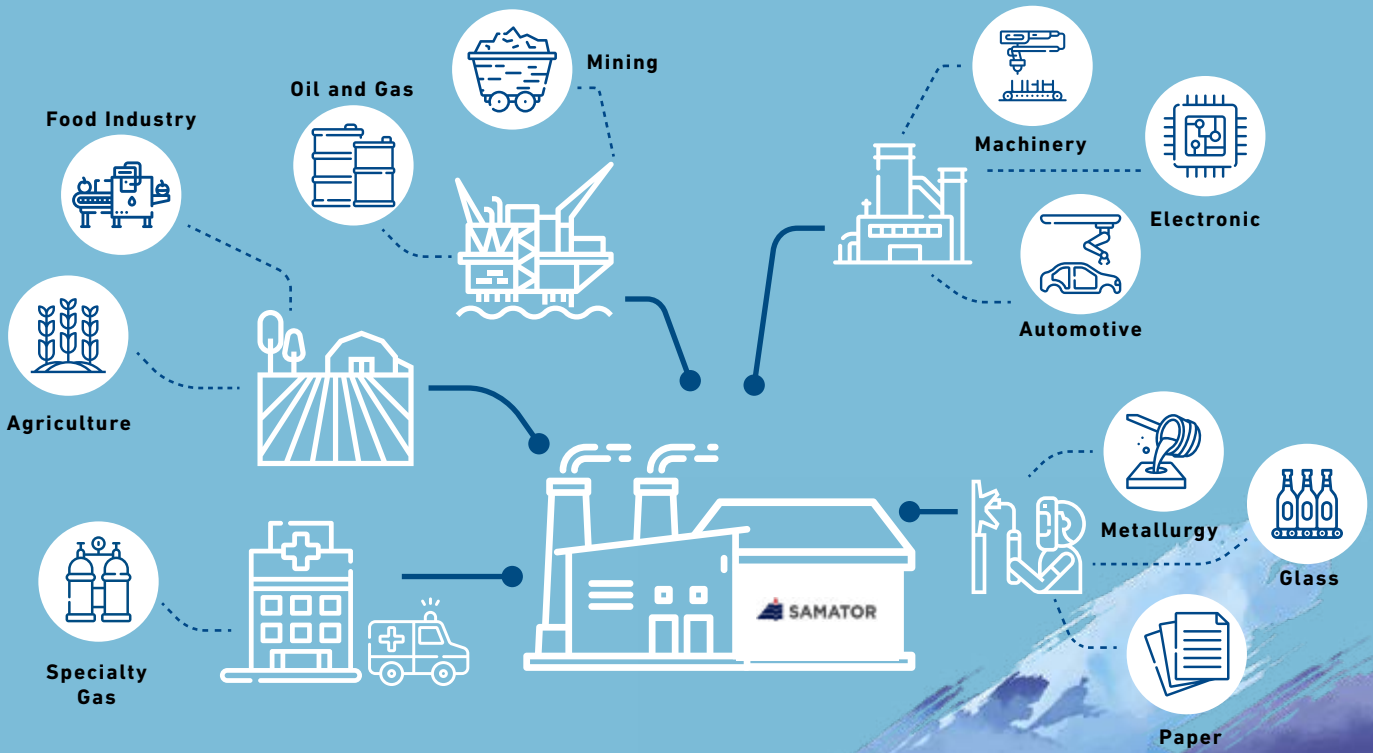 Mining
Oil and Gas
Food Industry
Machinery
Electronic
Automotive
Agriculture
Metallurgy
Glass
SAMATOR
Specialty
Gas
Paper